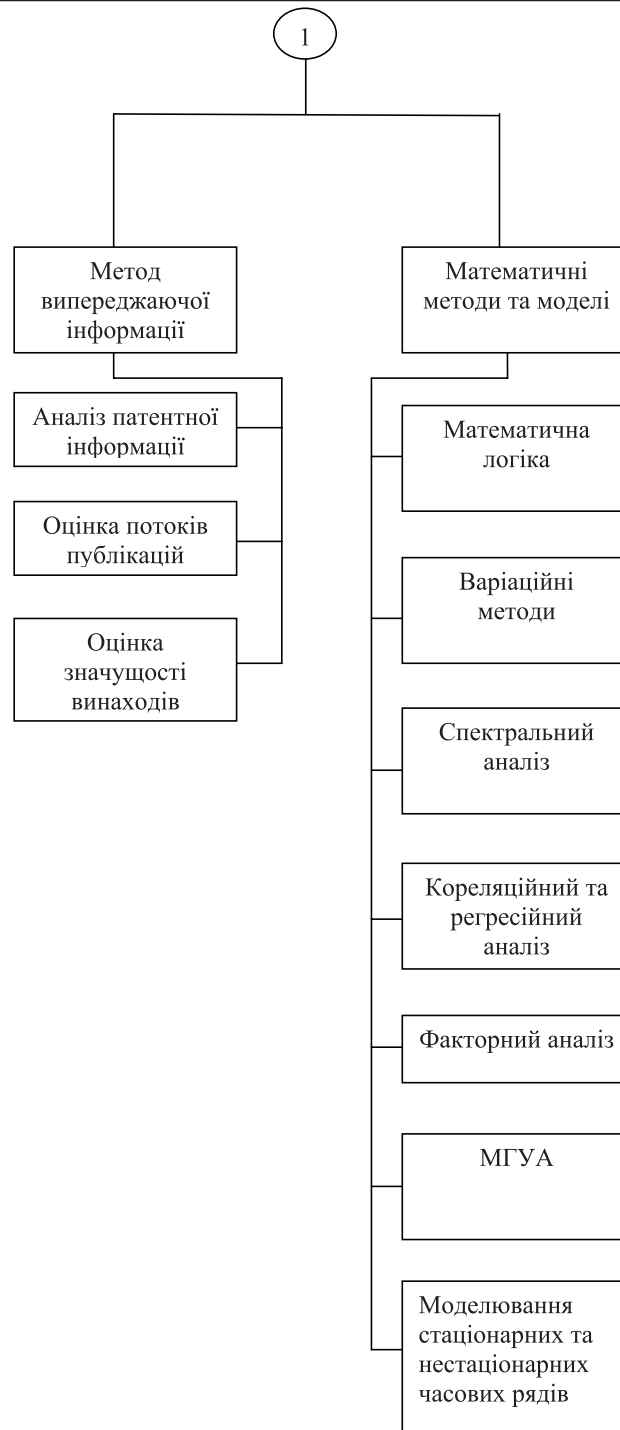 1
Метод
випереджаючої
інформації
Аналіз патентної
інформації
Оцінка потоків
публікацій
Оцінка
значущості
винаходів
Математичні
методи та моделі
Математична
логіка
Варіаційні
методи
Спектральний
аналіз
Кореляційний та
регресійний
аналіз
Факторний аналіз
МГУА
Моделювання
стаціонарних та
нестаціонарних
часових рядів